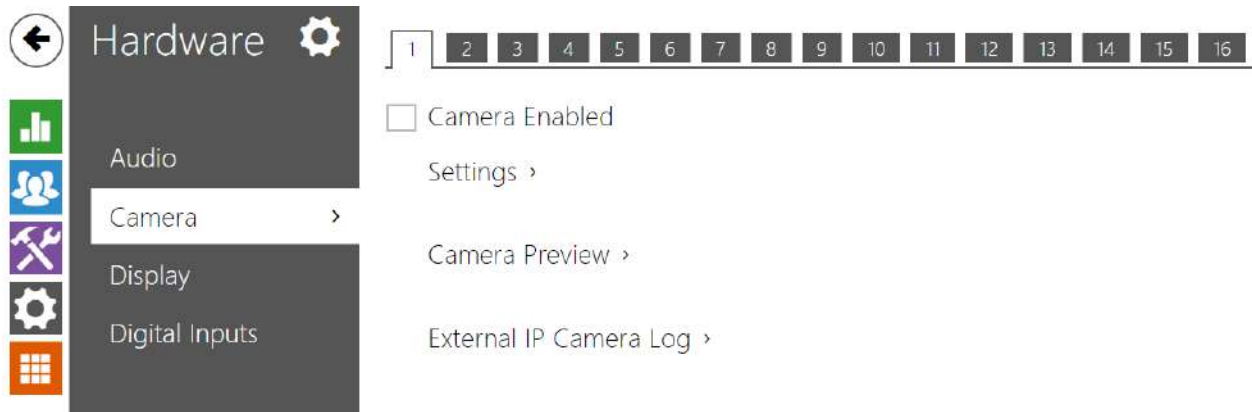 Hardware
1 2 3 4 5 6 7 8 9 10 11 12 13 14 15 16
Audio
Camera
Display
Digital Inputs
Camera Enabled
Settings
Camera Preview
External IP Camera Log